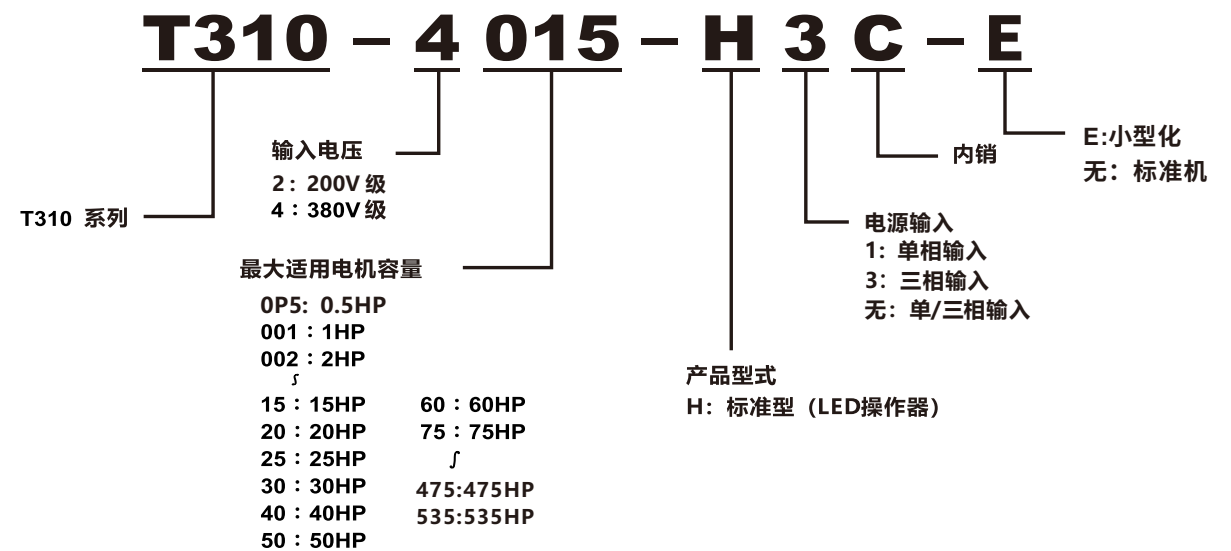 T310-4015-H3C-E
E:小型化
无：标准机
内销
输入电压
2：200V 级
4：380V 级
T310 系列
电源输入
1：单相输入
3：三相输入
无：单/三相输入
最大适用电机容量
0P5：0.5HP
001：1HP
002：2HP
∫
15：15HP
20：20HP
25：25HP
30：30HP
40：40HP
50：50HP
60：60HP
75：75HP
∫
475:475HP
535:535HP
产品型式
H：标准型（LED操作器）